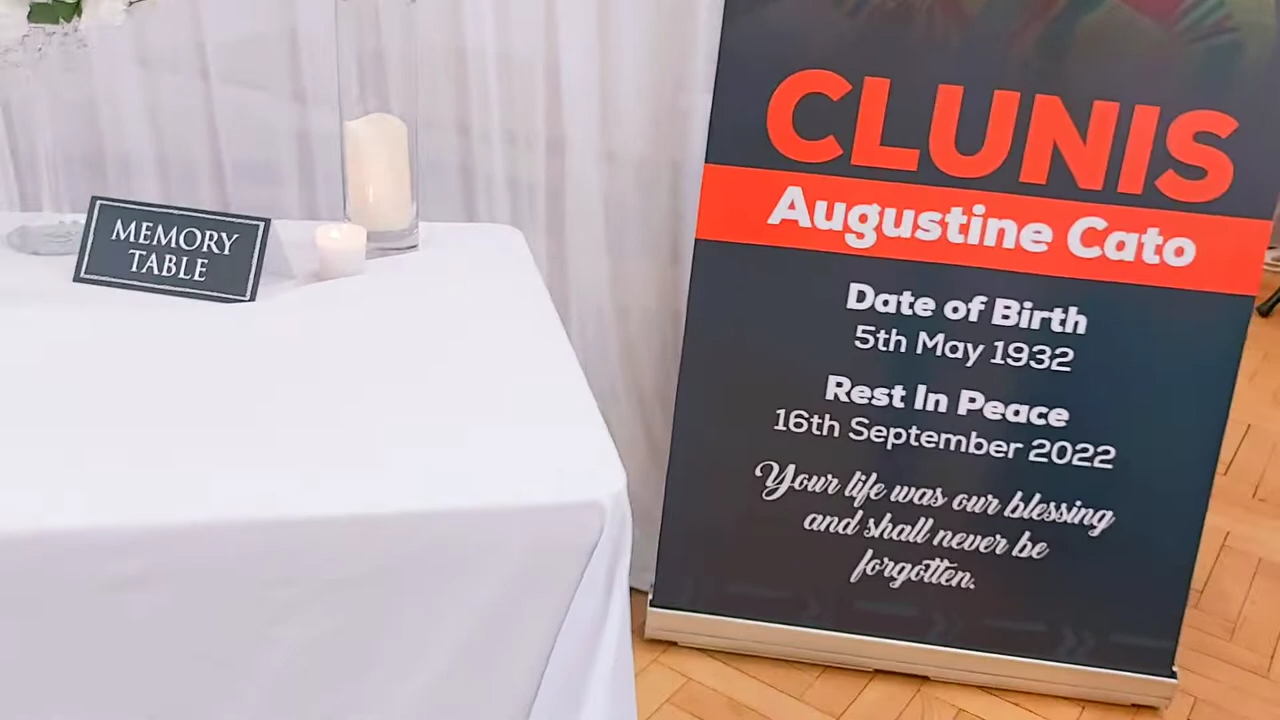 MEMORY
TABLE
CLUNIS
Augustine Cato
Date of Birth
5th May 1932
Rest In Peace
16th September 2022
Your life was our blessing
and shall never be
forgotten.